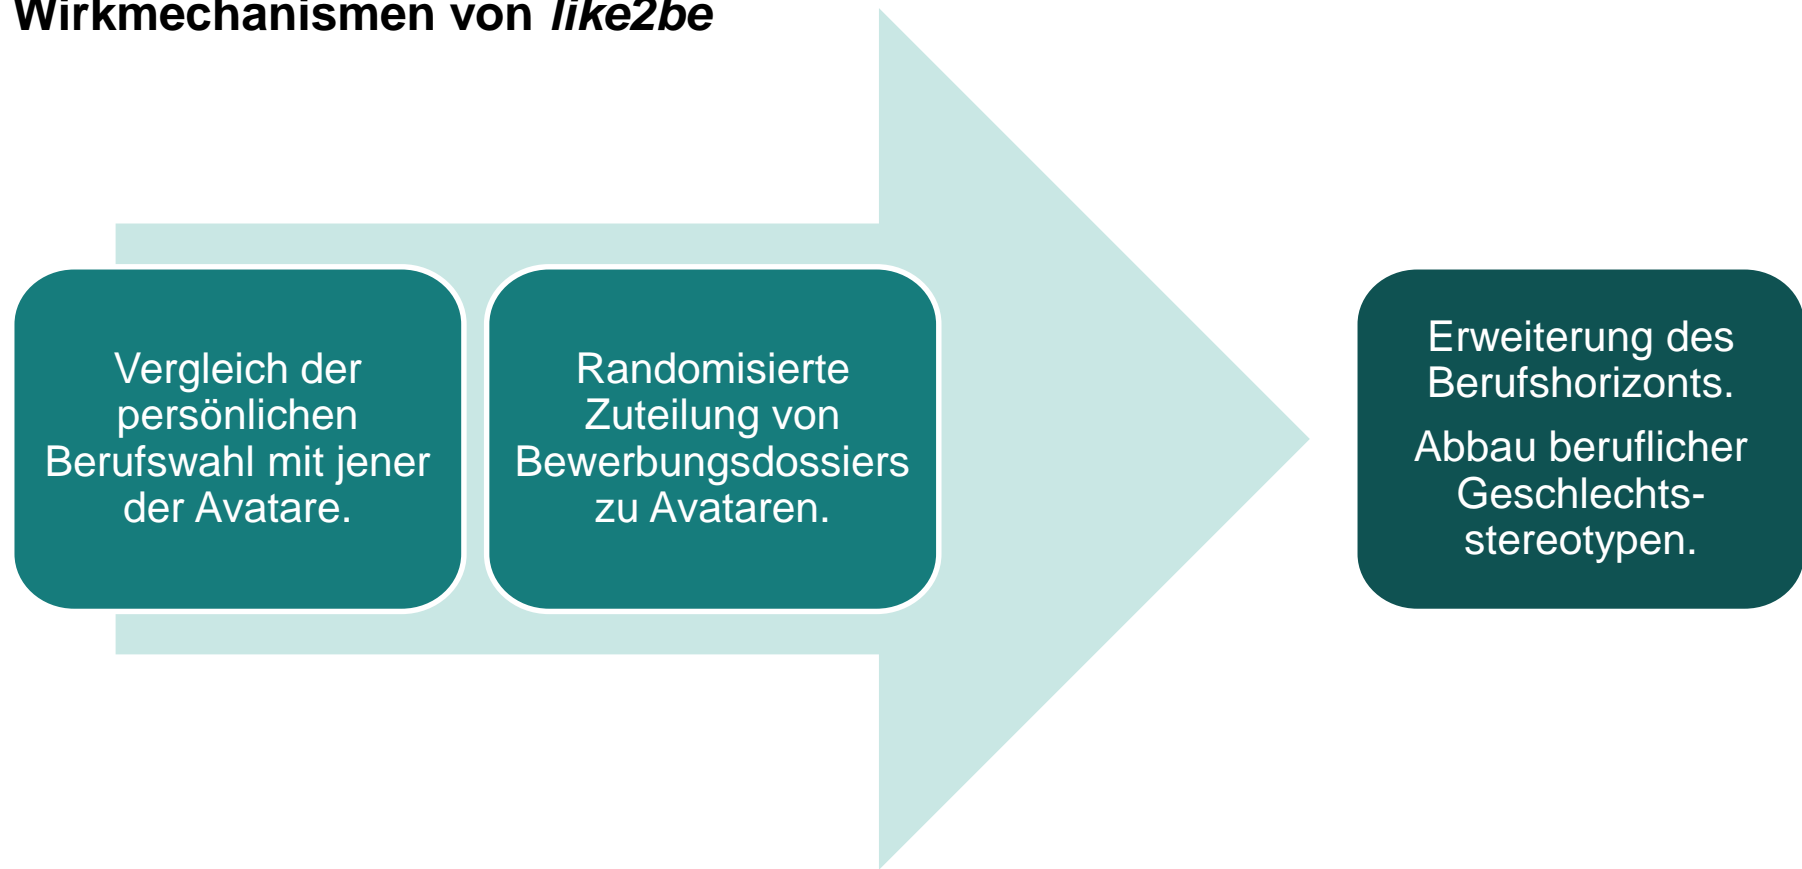 Wirkmechanismen von like2be
Vergleich der
persönlichen
Berufswahl mit jener
der Avatare.
Randomisierte
Zuteilung von
Bewerbungsdossiers
zu Avataren.
Erweiterung des
Berufshorizonts.
Abbau beruflicher
Geschlechts-
stereotypen.